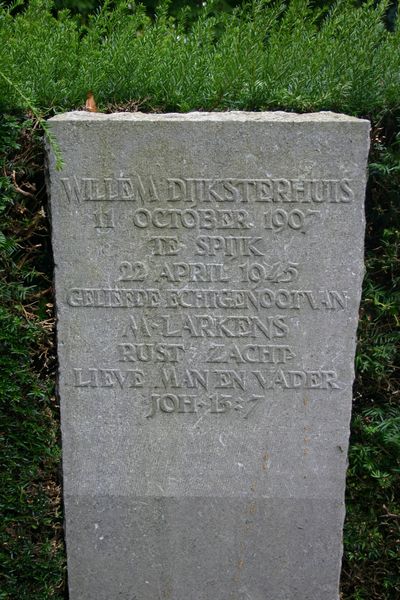 WILLEM DIJKSTERHUIS
11 OCTOBER 1907
TE SPIJK
22 APRIL 1945
GELIEFDE ECHTGENOOT VAN
M·LARKENS
RUST ZACHT
LIEVE MAN EN VADER
JOH·15·7